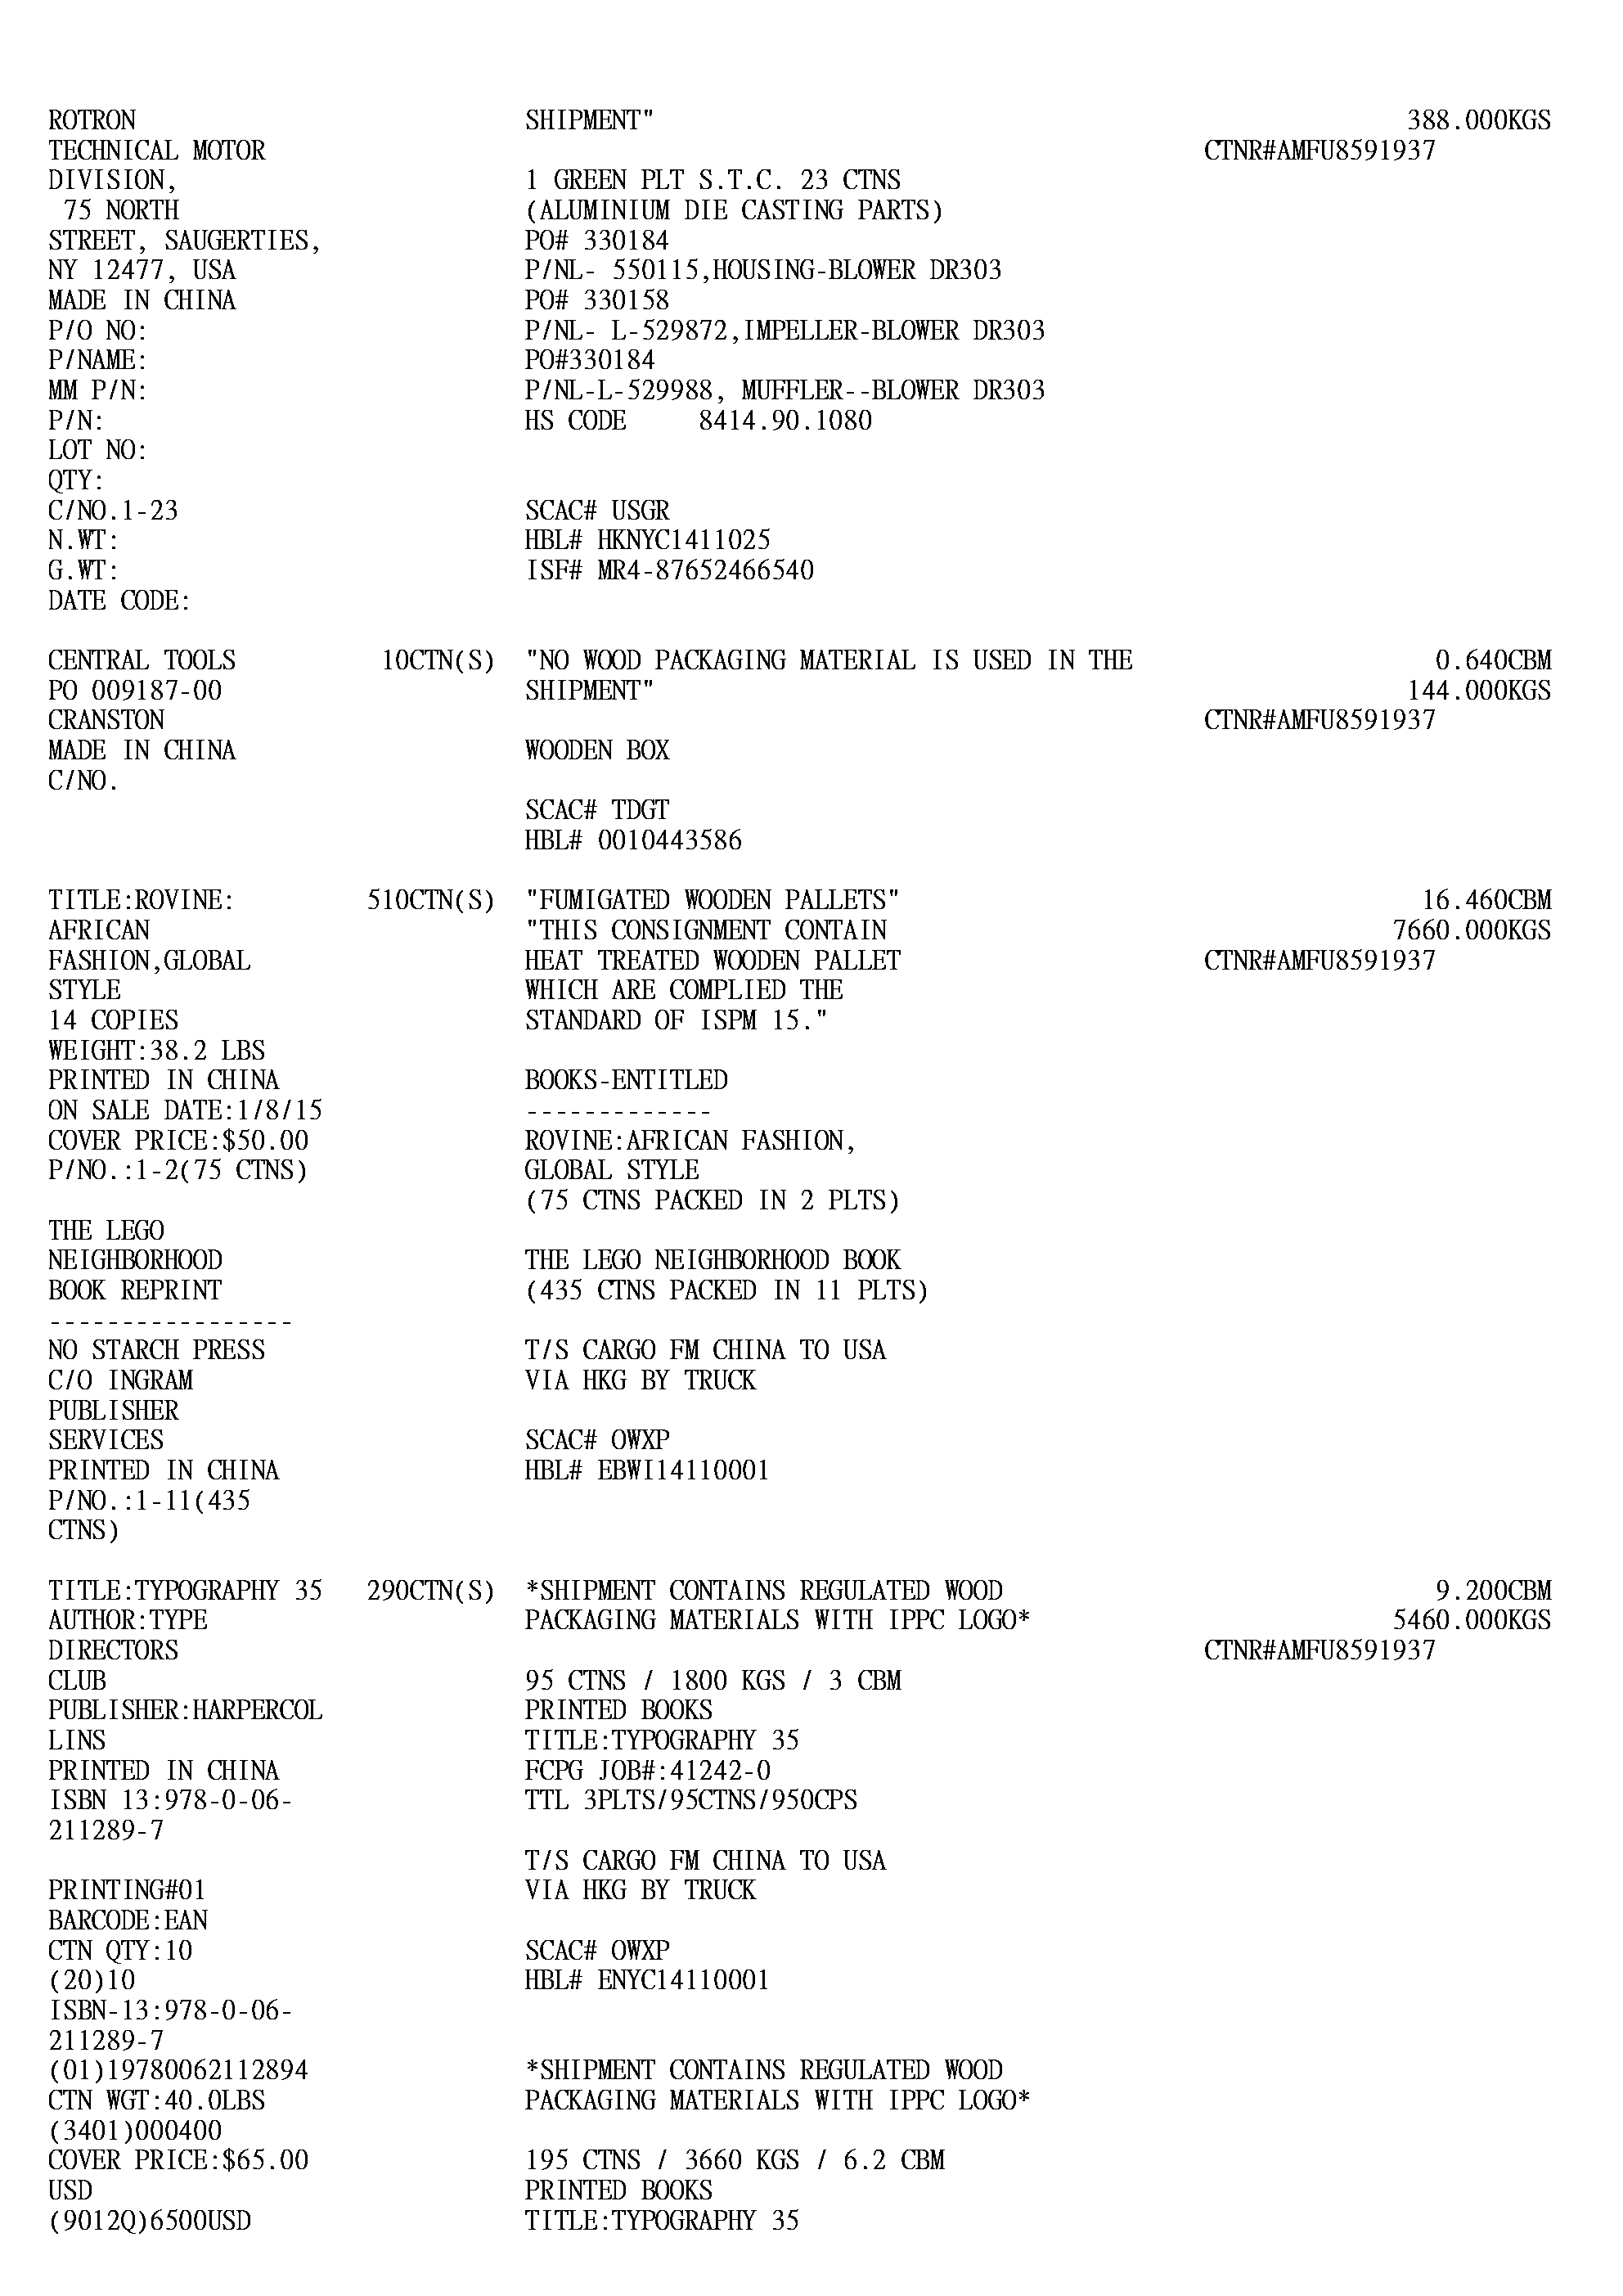 ROTRON SHIPMENT" 388.000KGS
TECHNICAL MOTOR CTNR#AMFU8591937
DIVISION, 1 GREEN PLT S.T.C. 23 CTNS
75 NORTH (ALUMINIUM DIE CASTING PARTS)
STREET, SAUGERTIES, PO# 330184
NY 12477, USA P/NL- 550115,HOUSING-BLOWER DR303
MADE IN CHINA PO# 330158
P/O NO: P/NL- L-529872,IMPELLER-BLOWER DR303
P/NAME: PO#330184
MM P/N: P/NL-L-529988, MUFFLER--BLOWER DR303
P/N: HS CODE 8414.90.1080
LOT NO:
QTY:
C/NO.1-23 SCAC# USGR
N.WT: HBL# HKNYC1411025
G.WT: ISF# MR4-87652466540
DATE CODE:
CENTRAL TOOLS 10CTN(S) "NO WOOD PACKAGING MATERIAL IS USED IN THE 0.640CBM
PO 009187-00 SHIPMENT" 144.000KGS
CRANSTON CTNR#AMFU8591937
MADE IN CHINA WOODEN BOX
C/NO.
SCAC# TDGT
HBL# 0010443586
TITLE:ROVINE: 510CTN(S) "FUMIGATED WOODEN PALLETS" 16.460CBM
AFRICAN "THIS CONSIGNMENT CONTAIN 7660.000KGS
FASHION,GLOBAL HEAT TREATED WOODEN PALLET CTNR#AMFU8591937
STYLE WHICH ARE COMPLIED THE
14 COPIES STANDARD OF ISPM 15."
WEIGHT:38.2 LBS
PRINTED IN CHINA BOOKS-ENTITLED
ON SALE DATE:1/8/15 -------------
COVER PRICE:$50.00 ROVINE:AFRICAN FASHION,
P/NO.:1-2(75 CTNS) GLOBAL STYLE
(75 CTNS PACKED IN 2 PLTS)
THE LEGO
NEIGHBORHOOD THE LEGO NEIGHBORHOOD BOOK
BOOK REPRINT (435 CTNS PACKED IN 11 PLTS)
-----------------
NO STARCH PRESS T/S CARGO FM CHINA TO USA
C/O INGRAM VIA HKG BY TRUCK
PUBLISHER
SERVICES SCAC# OWXP
PRINTED IN CHINA HBL# EBWI14110001
P/NO.:1-11(435
CTNS)
TITLE:TYPOGRAPHY 35 290CTN(S) *SHIPMENT CONTAINS REGULATED WOOD 9.200CBM
AUTHOR:TYPE PACKAGING MATERIALS WITH IPPC LOGO* 5460.000KGS
DIRECTORS CTNR#AMFU8591937
CLUB 95 CTNS / 1800 KGS / 3 CBM
PUBLISHER:HARPERCOL PRINTED BOOKS
LINS TITLE:TYPOGRAPHY 35
PRINTED IN CHINA FCPG JOB#:41242-0
ISBN 13:978-0-06- TTL 3PLTS/95CTNS/950CPS
211289-7
T/S CARGO FM CHINA TO USA
PRINTING#01 VIA HKG BY TRUCK
BARCODE:EAN
CTN QTY:10 SCAC# OWXP
(20)10 HBL# ENYC14110001
ISBN-13:978-0-06-
211289-7
(01)19780062112894 *SHIPMENT CONTAINS REGULATED WOOD
CTN WGT:40.0LBS PACKAGING MATERIALS WITH IPPC LOGO*
(3401)000400
COVER PRICE:$65.00 195 CTNS / 3660 KGS / 6.2 CBM
USD PRINTED BOOKS
(9012Q)6500USD TITLE:TYPOGRAPHY 35